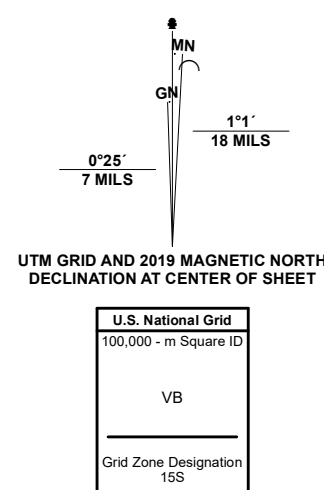 MN
GN
1°1´
18 MILS
0°25´
7 MILS
UTM GRID AND 2019 MAGNETIC NORTH
DECLINATION AT CENTER OF SHEET
U.S. National Grid
100,000 - m Square ID
VB
Grid Zone Designation
15S